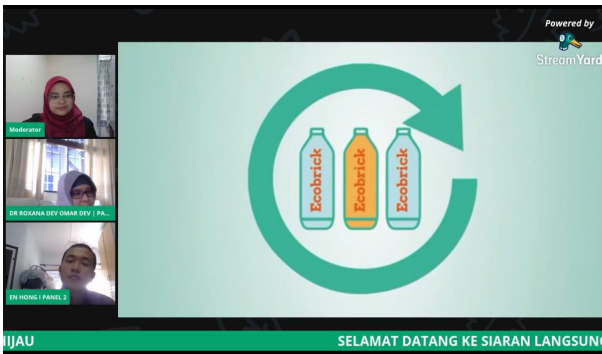 Powered by
StreamYard
Moderator
DR ROXANA DEV OMAR DEV | PA...
EN HONG I PANEL 2
Ecobrick
Ecobrick
Ecobrick
HIJAU
SELAMAT DATANG KE SIARAN LANGSUNG